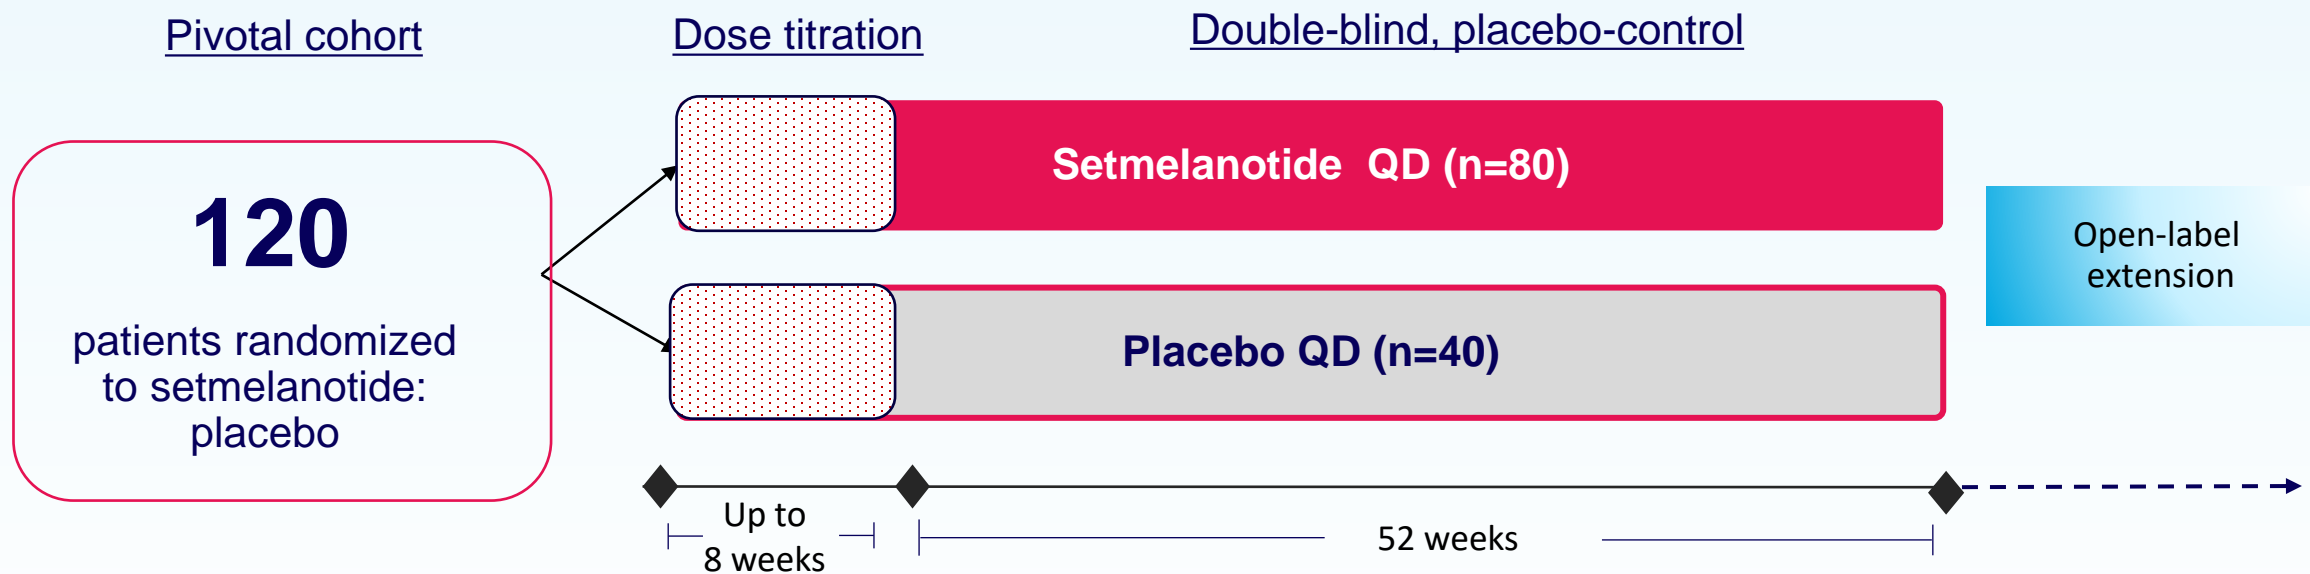 Pivotal cohort
Dose titration
Double-blind, placebo-control
120
patients randomized
to setmelanotide:
placebo
Setmelanotide QD (n=80)
Placebo QD (n=40)
Open-label
extension
Up to
8 weeks
52 weeks